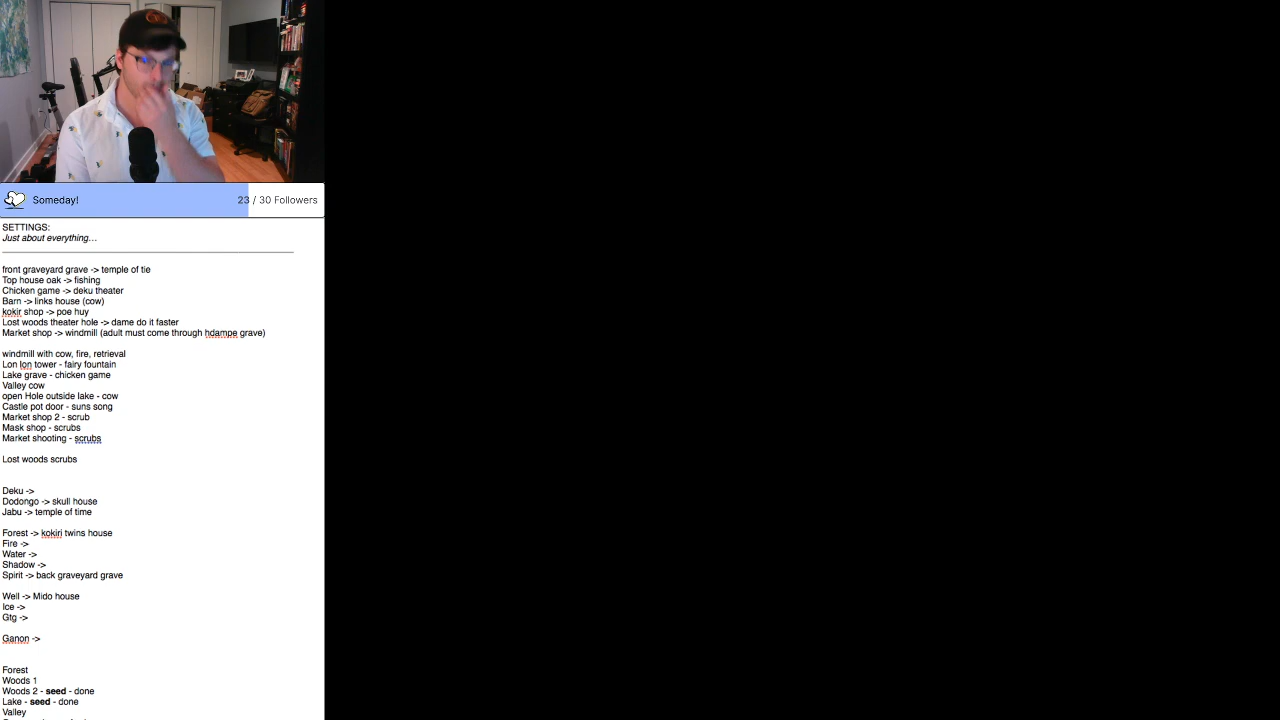 Someday!
23 / 30 Followers
SETTINGS:
Just about everything...
front graveyard grave -> temple of tie
Top house oak -> fishing
Chicken game -> deku theater
Barn -> links house (cow)
kokir shop -> poe huy
Lost woods theater hole -> dame do it faster
Market shop -> windmill (adult must come through hdampe grave)
windmill with cow, fire, retrieval
Lon lon tower - fairy fountain
Lake grave - chicken game
Valley cow
open Hole outside lake - cow
Castle pot door - suns song
Market shop 2 - scrub
Mask shop - scrubs
Market shooting - scrubs
Lost woods scrubs
Deku ->
Dodongo -> skull house
Jabu -> temple of time
Forest -> kokiri twins house
Fire ->
Water ->
Shadow ->
Spirit -> back graveyard grave
Well -> Mido house
Ice ->
Gtg ->
Ganon ->
Forest
Woods 1
Woods 2 - seed - done
Lake - seed - done
Valley